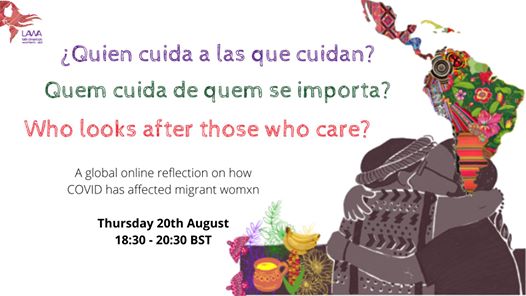 LAWA
¿Quien cuida a las que cuidan?
Quem cuida de quem se importa?
Who looks after those who care?
A global online reflection on how
COVID has affected migrant womxn
Thursday 20th August
18:30 - 20:30 BST